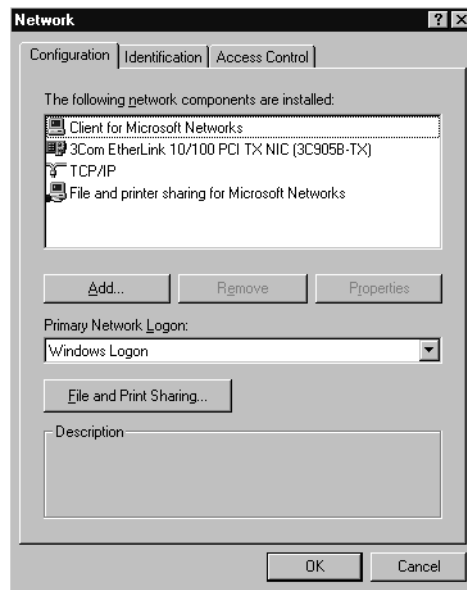 Network
Configuration Identification Access Control
The following network components are installed:
Client for Microsoft Networks
3Com EtherLink 10/100 PCI TX NIC (3C905B-TX)
TCP/IP
File and printer sharing for Microsoft Networks
Add... Remove Properties
Primary Network Logon:
Windows Logon
File and Print Sharing...
Description
OK Cancel